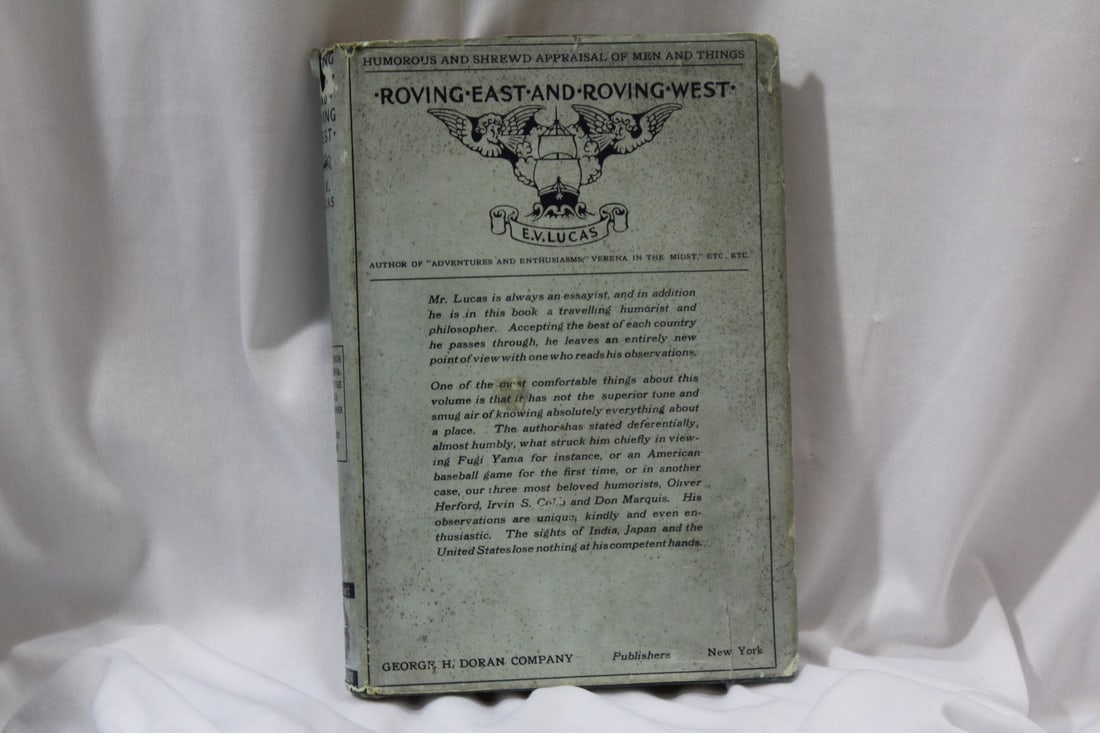 HUMOROUS AND SHREWD APPRAISAL OF MEN AND THINGS
·ROVING·EAST·AND·ROVING·WEST·
E.V. LUCAS
AUTHOR OF "ADVENTURES AND ENTHUSIASMS," VERENA IN THE MIDST," ETC. ETC.
Mr. Lucas is always an essayist, and in addition
he is in this book a travelling humorist and
philosopher. Accepting the best of each country
he passes through, he leaves an entirely new
point of view with one who reads his observations.
One of the most comfortable things about this
volume is that it has not the superior tone and
smug air of knowing absolutely everything about
a place. The author has stated deferentially,
almost humbly, what struck him chiefly in view-
ing Fugi Yama for instance, or an American
baseball game for the first time, or in another
case, our three most beloved humorists, Oliver
Herford, Irvin S. Cobb and Don Marquis. His
observations are unique, kindly and even en-
thusiastic. The sights of India, Japan and the
United States lose nothing at his competent hands.
GEORGE H. DORAN COMPANY Publishers New York